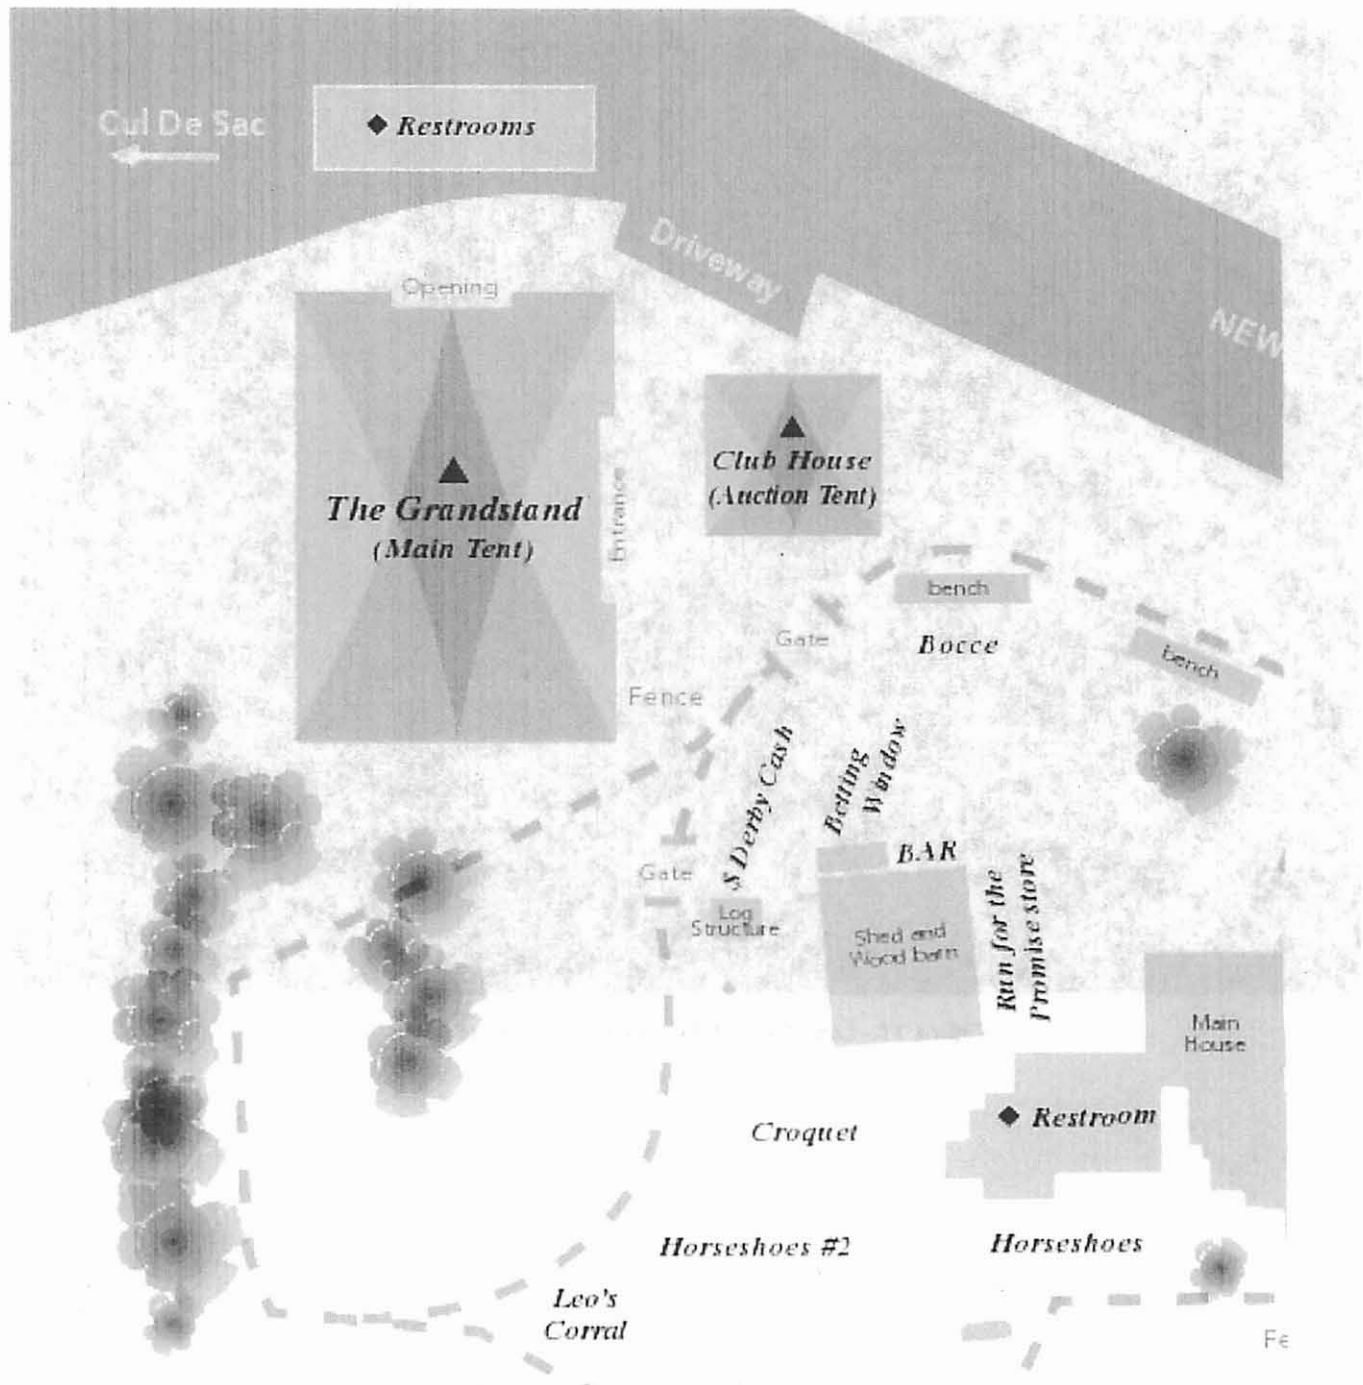 Cul De Sac
◆ Restrooms
Driveway
NEW
Opening
Entrance
The Grandstand
(Main Tent)
Club House
(Auction Tent)
bench
Gate
Bocce
bench
Fence
$ Derby Cash
Betting
Window
BAR
Gate
Log
Structure
Shed and
Wood barn
Run for the
Promise store
Main
House
◆ Restroom
Croquet
Horseshoes #2
Horseshoes
Leo's
Corral
Fe